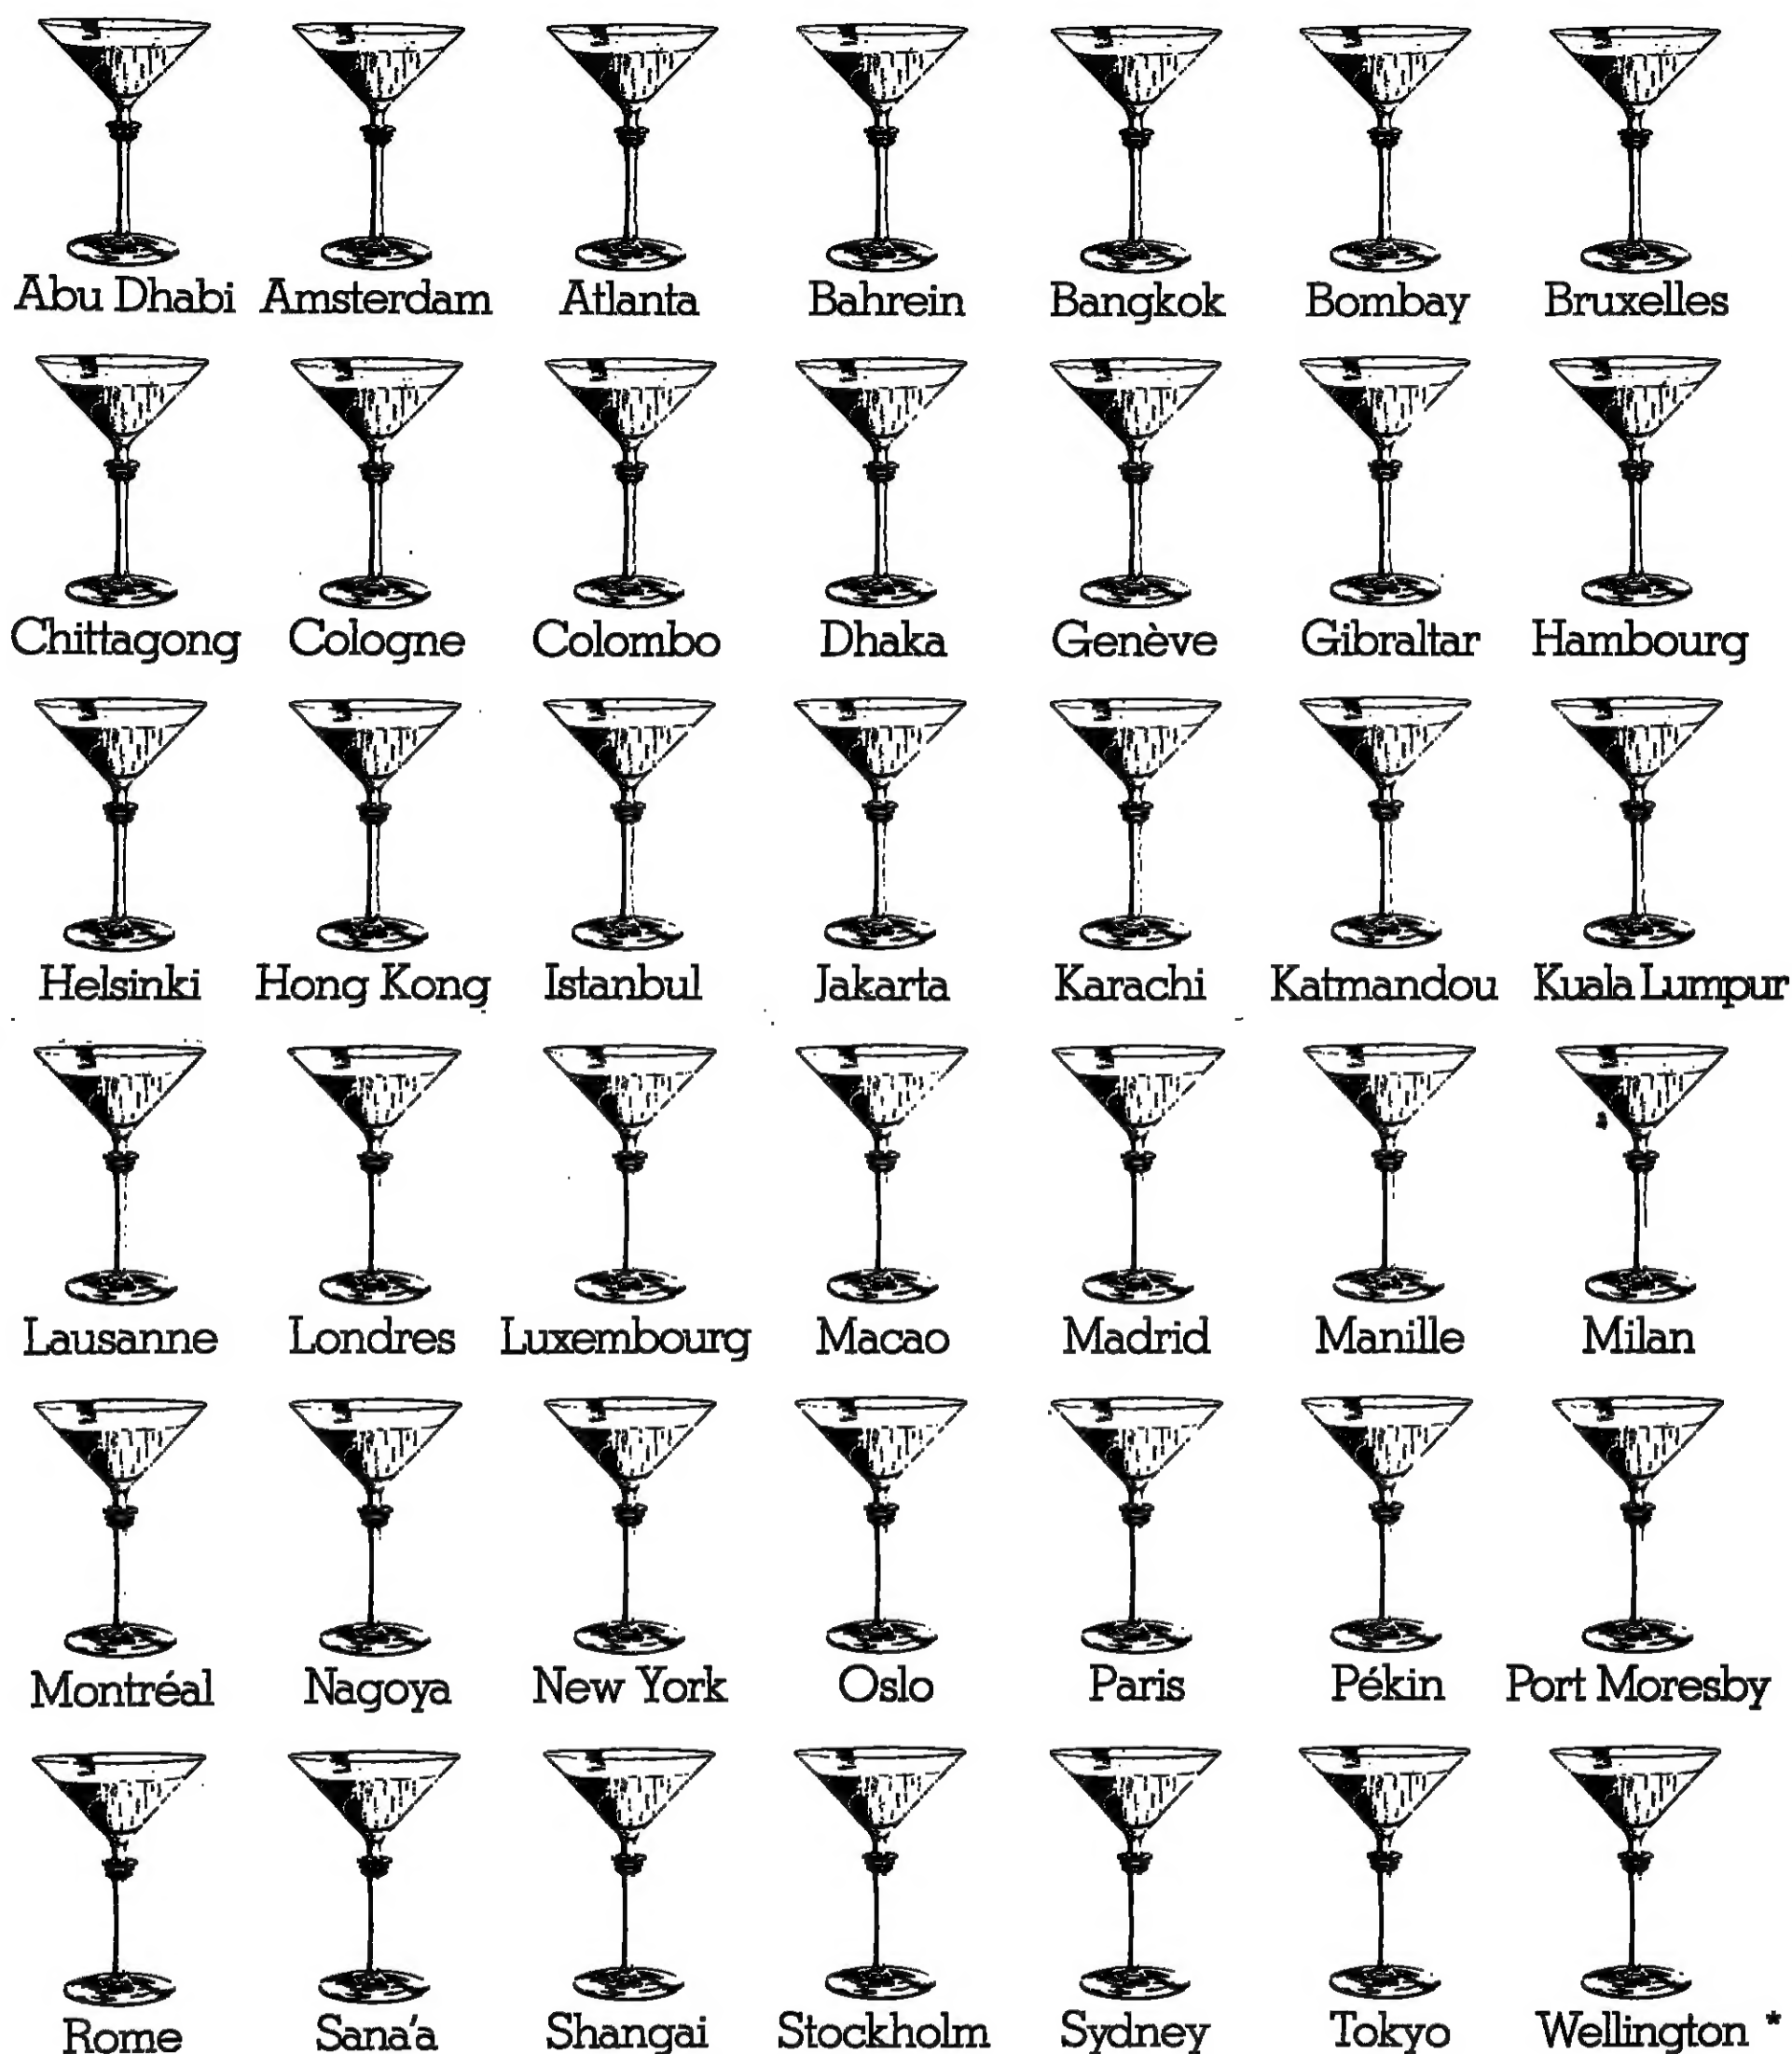 Abu Dhabi Amsterdam Atlanta Bahrein Bangkok Bombay Bruxelles
Chittagong Cologne Colombo Dhaka Genève Gibraltar Hambourg
Helsinki Hong Kong Istanbul Jakarta Karachi Katmandou Kuala Lumpur
Lausanne Londres Luxembourg Macao Madrid Manille Milan
Montréal Nagoya New York Oslo Paris Pékin Port Moresby
Rome Sana'a Shangai Stockholm Sydney Tokyo Wellington *